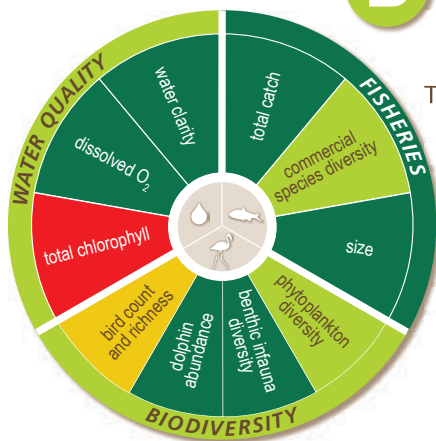 WATER QUALITY
water clarity
dissolved O₂
total chlorophyll
FISHERIES
total catch
commercial
species diversity
size
BIODIVERSITY
phytoplankton
diversity
benthic infauna
diversity
dolphin
abundance
bird count
and richness
T